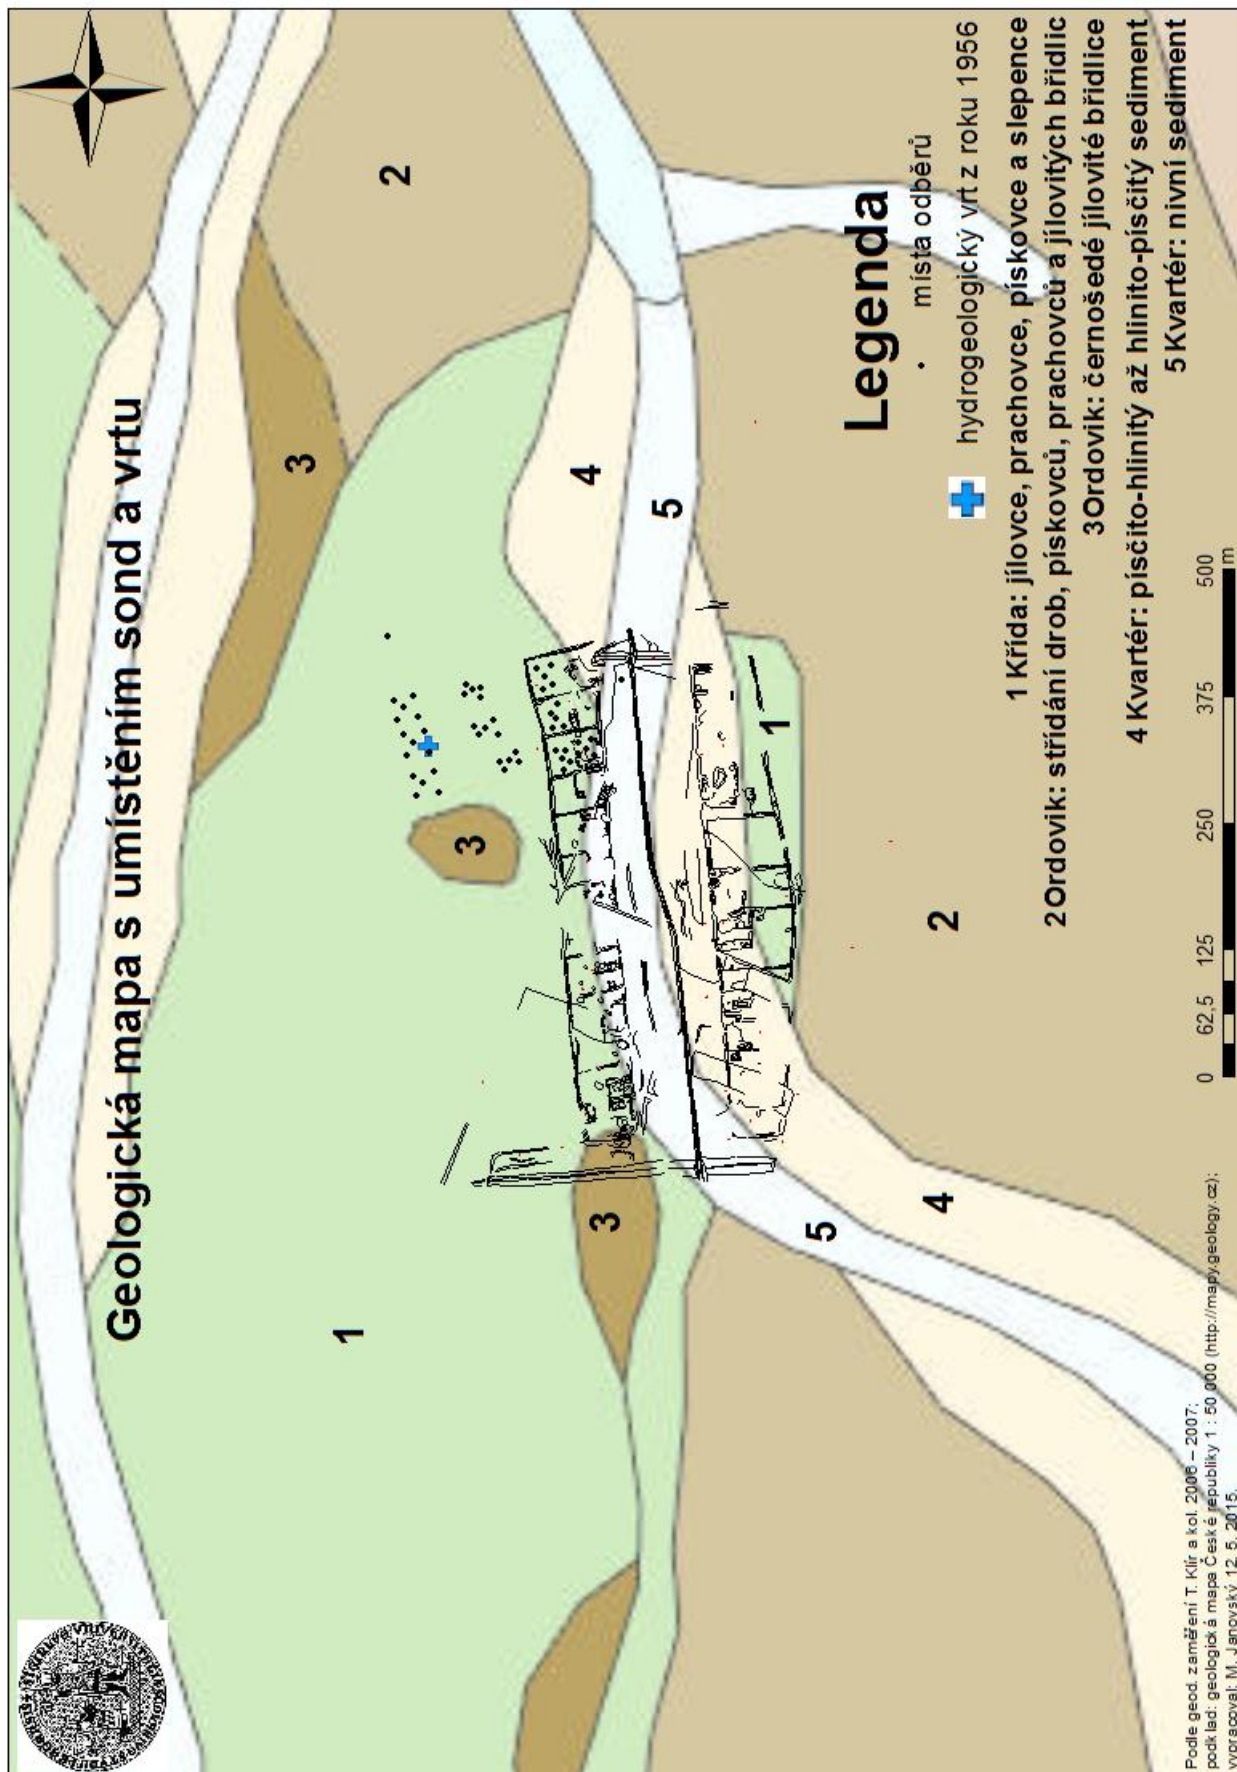 Geologická mapa s umístěním sond a vrtu
2
3
4
5
3
1
2
1
3
5
4
Legenda
místa odběrů
hydrogeologický vrt z roku 1956
1 Křída: jílovce, prachovce, pískovce a slepence
2Ordovik: střídání drob, pískovců, prachovců a jílovitých břidlic
3Ordovik: černošedé jílovité břidlice
4 Kvartér: písčito-hlinitý až hlinito-písčitý sediment
5 Kvartér: nivní sediment
0 62,5 125 250 375 500
m
Podle geod. zaměření T. Klír a kol. 2006 – 2007;
podklad: geologická mapa České republiky 1 : 50 000 (http://mapy.geology.cz);
vypracoval: M. Janovský 12. 5. 2015.